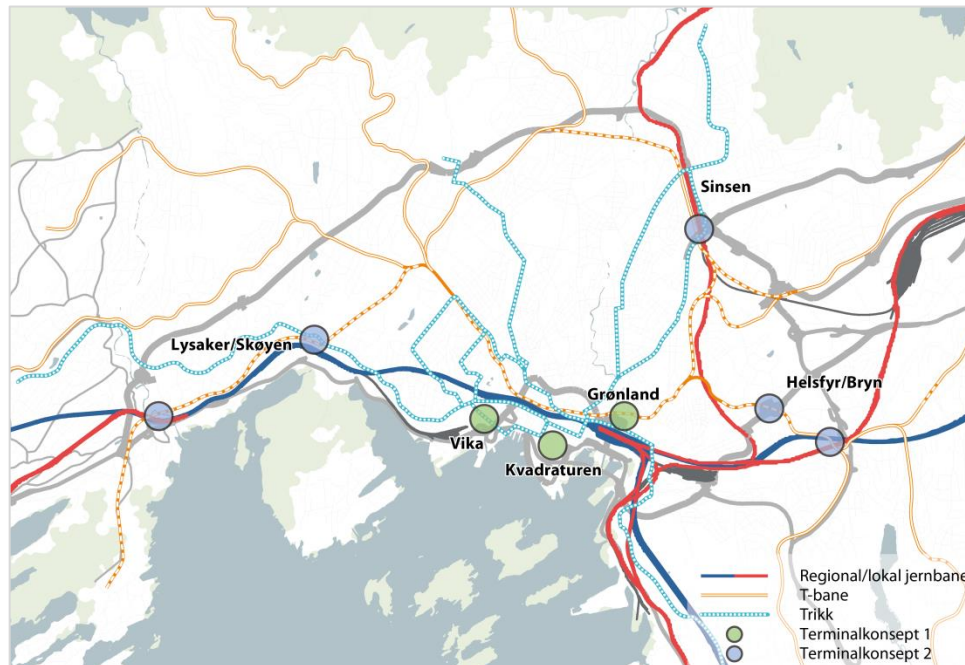 Sinsen
Lysaker/Skøyen
Helsfyr/Bryn
Grønland
Vika
Kvadraturen
Regional/lokal jernbane
T-bane
Trikk
Terminalkonsept 1
Terminalkonsept 2